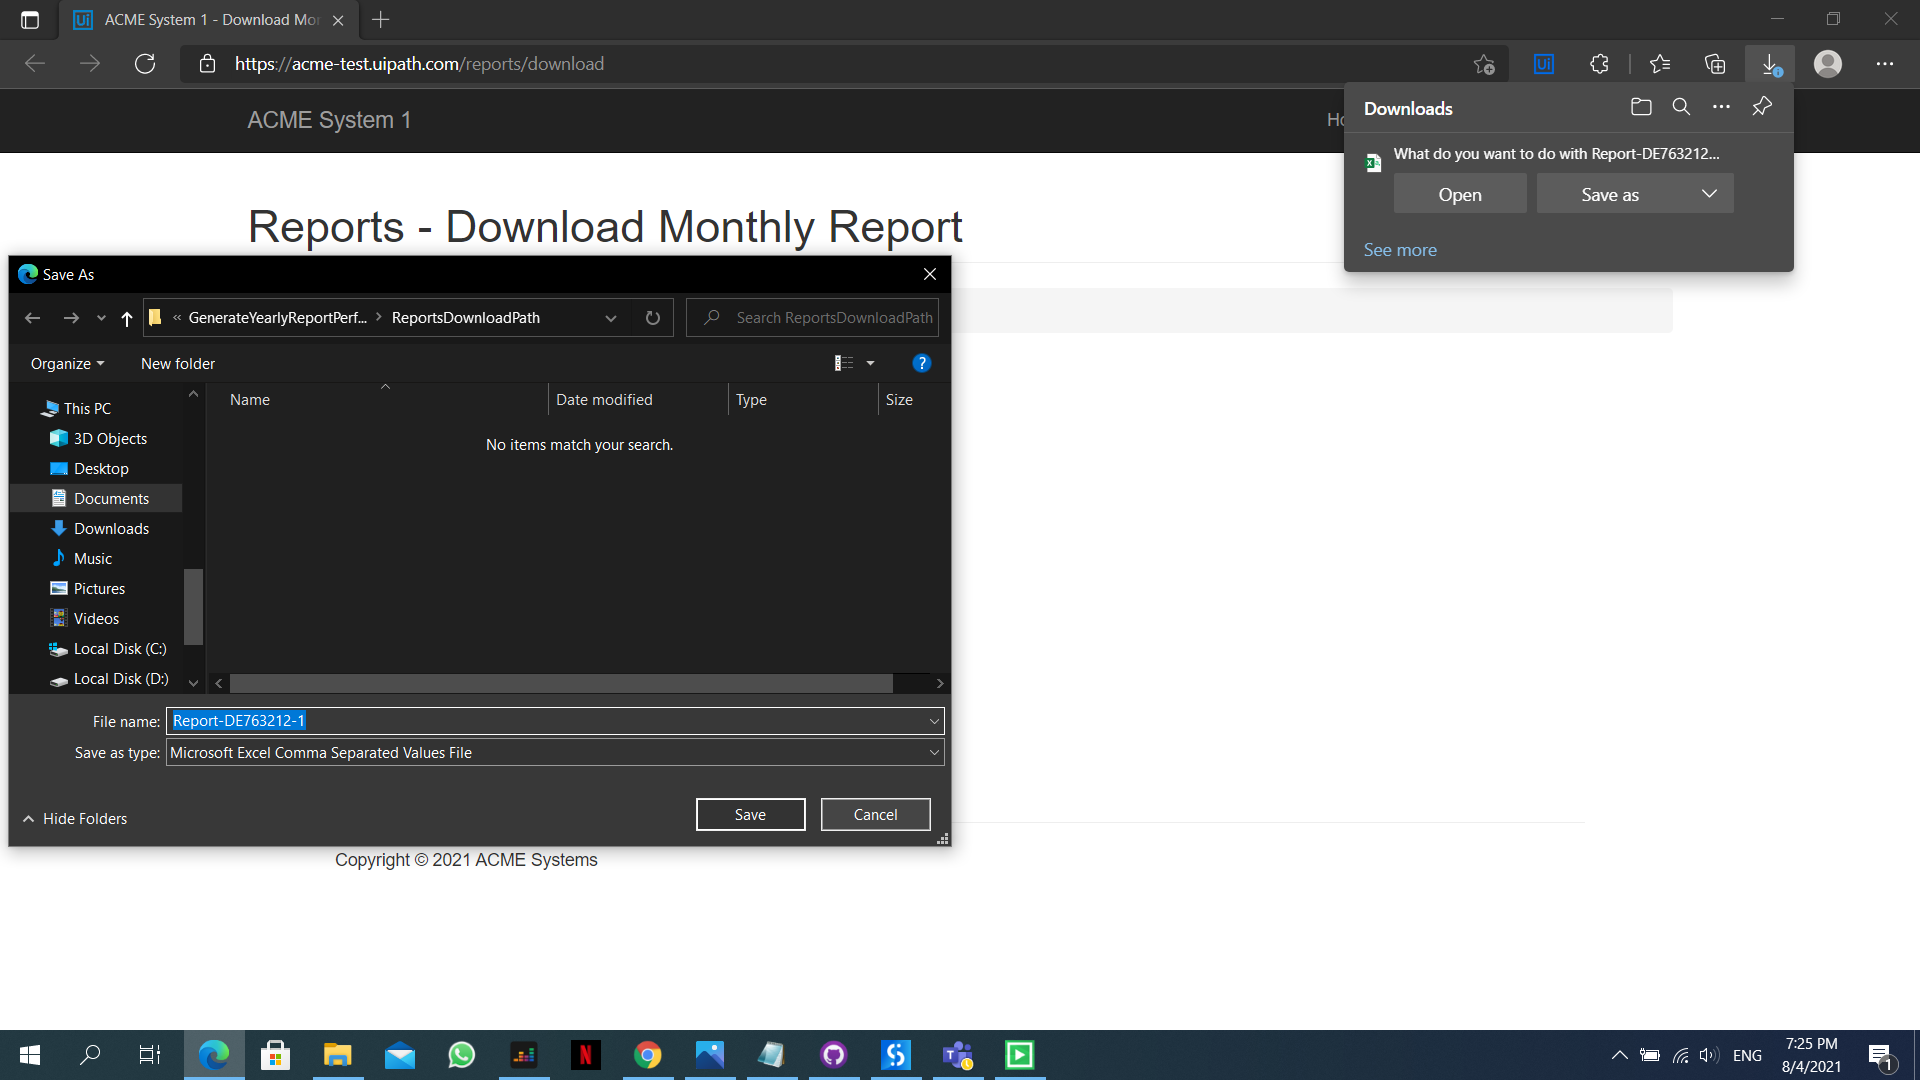 ACME System 1 - Download Mor
https://acme-test.uipath.com/reports/download
ACME System 1
Downloads
What do you want to do with Report-DE763212...
Open
Save as
See more
Reports - Download Monthly Report
Save As
« GenerateYearlyReportPerf... > ReportsDownloadPath
Search ReportsDownloadPath
Organize
New folder
Name
Date modified
Type
Size
No items match your search.
This PC
3D Objects
Desktop
Documents
Downloads
Music
Pictures
Videos
Local Disk (C:)
Local Disk (D:)
File name: Report-DE763212-1
Save as type: Microsoft Excel Comma Separated Values File
Hide Folders
Save
Cancel
Copyright © 2021 ACME Systems
ENG
7:25 PM
8/4/2021
1